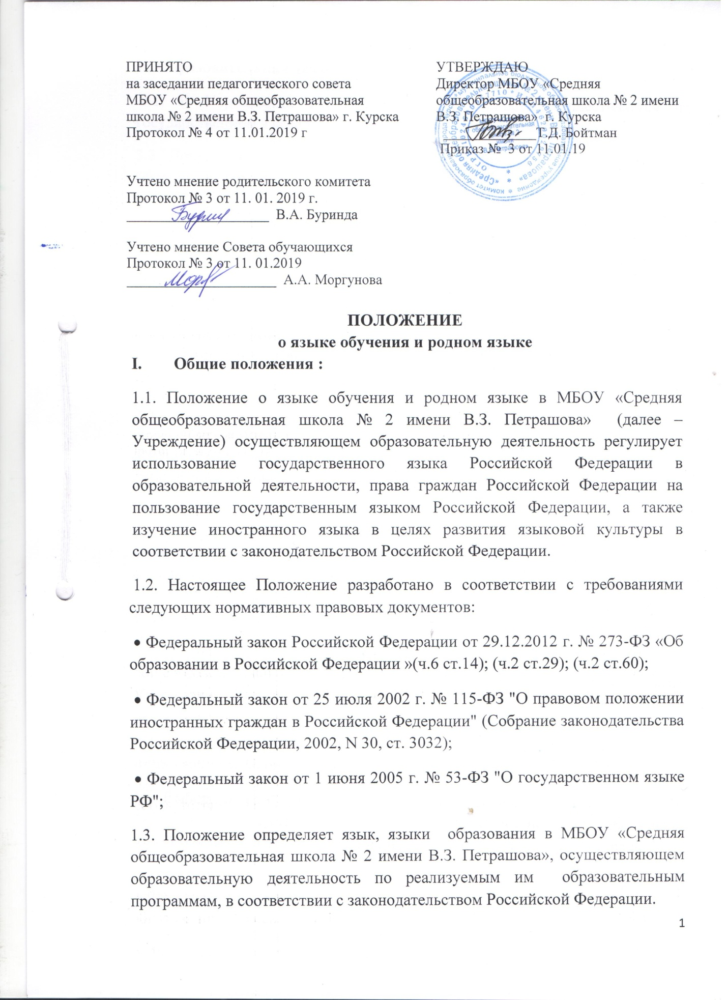 ПРИНЯТО
на заседании педагогического совета
МБОУ «Средняя общеобразовательная
школа № 2 имени В.З. Петрашова» г. Курска
Протокол № 4 от 11.01.2019 г
УТВЕРЖДАЮ
Директор МБОУ «Средняя
общеобразовательная школа № 2 имени
В.З. Петрашова» г. Курска
Т.Д. Бойтман
Приказ № 3 от 11.01.19
Учтено мнение родительского комитета
Протокол № 3 от 11. 01. 2019 г.
В.А. Буринда
Учтено мнение Совета обучающихся
Протокол № 3 от 11. 01.2019
А.А. Моргунова
ПОЛОЖЕНИЕ
о языке обучения и родном языке
I. Общие положения :
1.1. Положение о языке обучения и родном языке в МБОУ «Средняя
общеобразовательная школа № 2 имени В.З. Петрашова» (далее –
Учреждение) осуществляющем образовательную деятельность регулирует
использование государственного языка Российской Федерации в
образовательной деятельности, права граждан Российской Федерации на
пользование государственным языком Российской Федерации, а также
изучение иностранного языка в целях развития языковой культуры в
соответствии с законодательством Российской Федерации.
1.2. Настоящее Положение разработано в соответствии с требованиями
следующих нормативных правовых документов:
• Федеральный закон Российской Федерации от 29.12.2012 г. № 273-ФЗ «Об
образовании в Российской Федерации »(ч.6 ст.14); (ч.2 ст.29); (ч.2 ст.60);
• Федеральный закон от 25 июля 2002 г. № 115-ФЗ "О правовом положении
иностранных граждан в Российской Федерации" (Собрание законодательства
Российской Федерации, 2002, N 30, ст. 3032);
• Федеральный закон от 1 июня 2005 г. № 53-ФЗ "О государственном языке
РФ";
1.3. Положение определяет язык, языки образования в МБОУ «Средняя
общеобразовательная школа № 2 имени В.З. Петрашова», осуществляющем
образовательную деятельность по реализуемым им образовательным
программам, в соответствии с законодательством Российской Федерации.
1